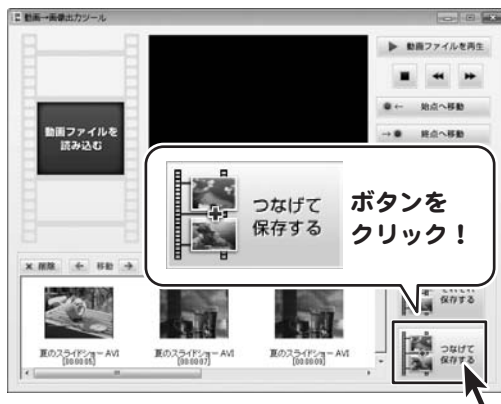 動画→画像出力ツール
動画ファイルを再生
始点へ移動
終点へ移動
動画ファイルを
読み込む
つなげて
保存する
ボタンを
クリック！
削除
移動
それぞれ
保存する
夏のスライドショー AVI
[00:00:05]
夏のスライドショー AVI
[00:00:07]
夏のスライドショー AVI
[00:00:09]
つなげて
保存する